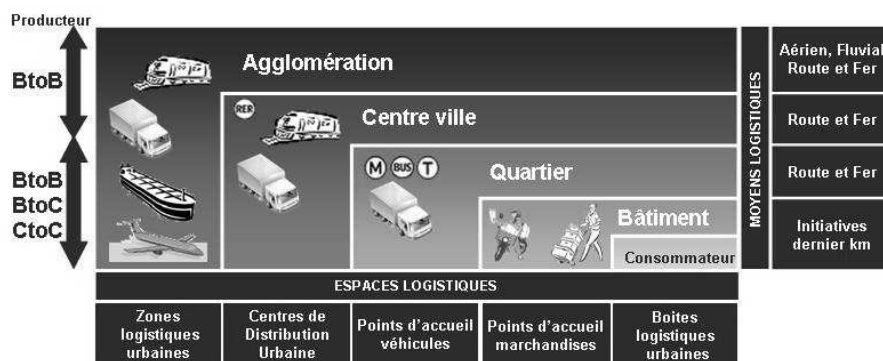 Producteur
BtoB
BtoB
BtoC
CtoC
Agglomération
RER
Centre ville
M BUS T
Quartier
Bâtiment
Consommateur
MOYENS LOGISTIQUES
Aérien, Fluvial
Route et Fer
Route et Fer
Route et Fer
Initiatives
dernier km
ESPACES LOGISTIQUES
Zones
logistiques
urbaines
Centres de
Distribution
Urbaine
Points d'accueil
véhicules
Points d'accueil
marchandises
Boites
logistiques
urbaines